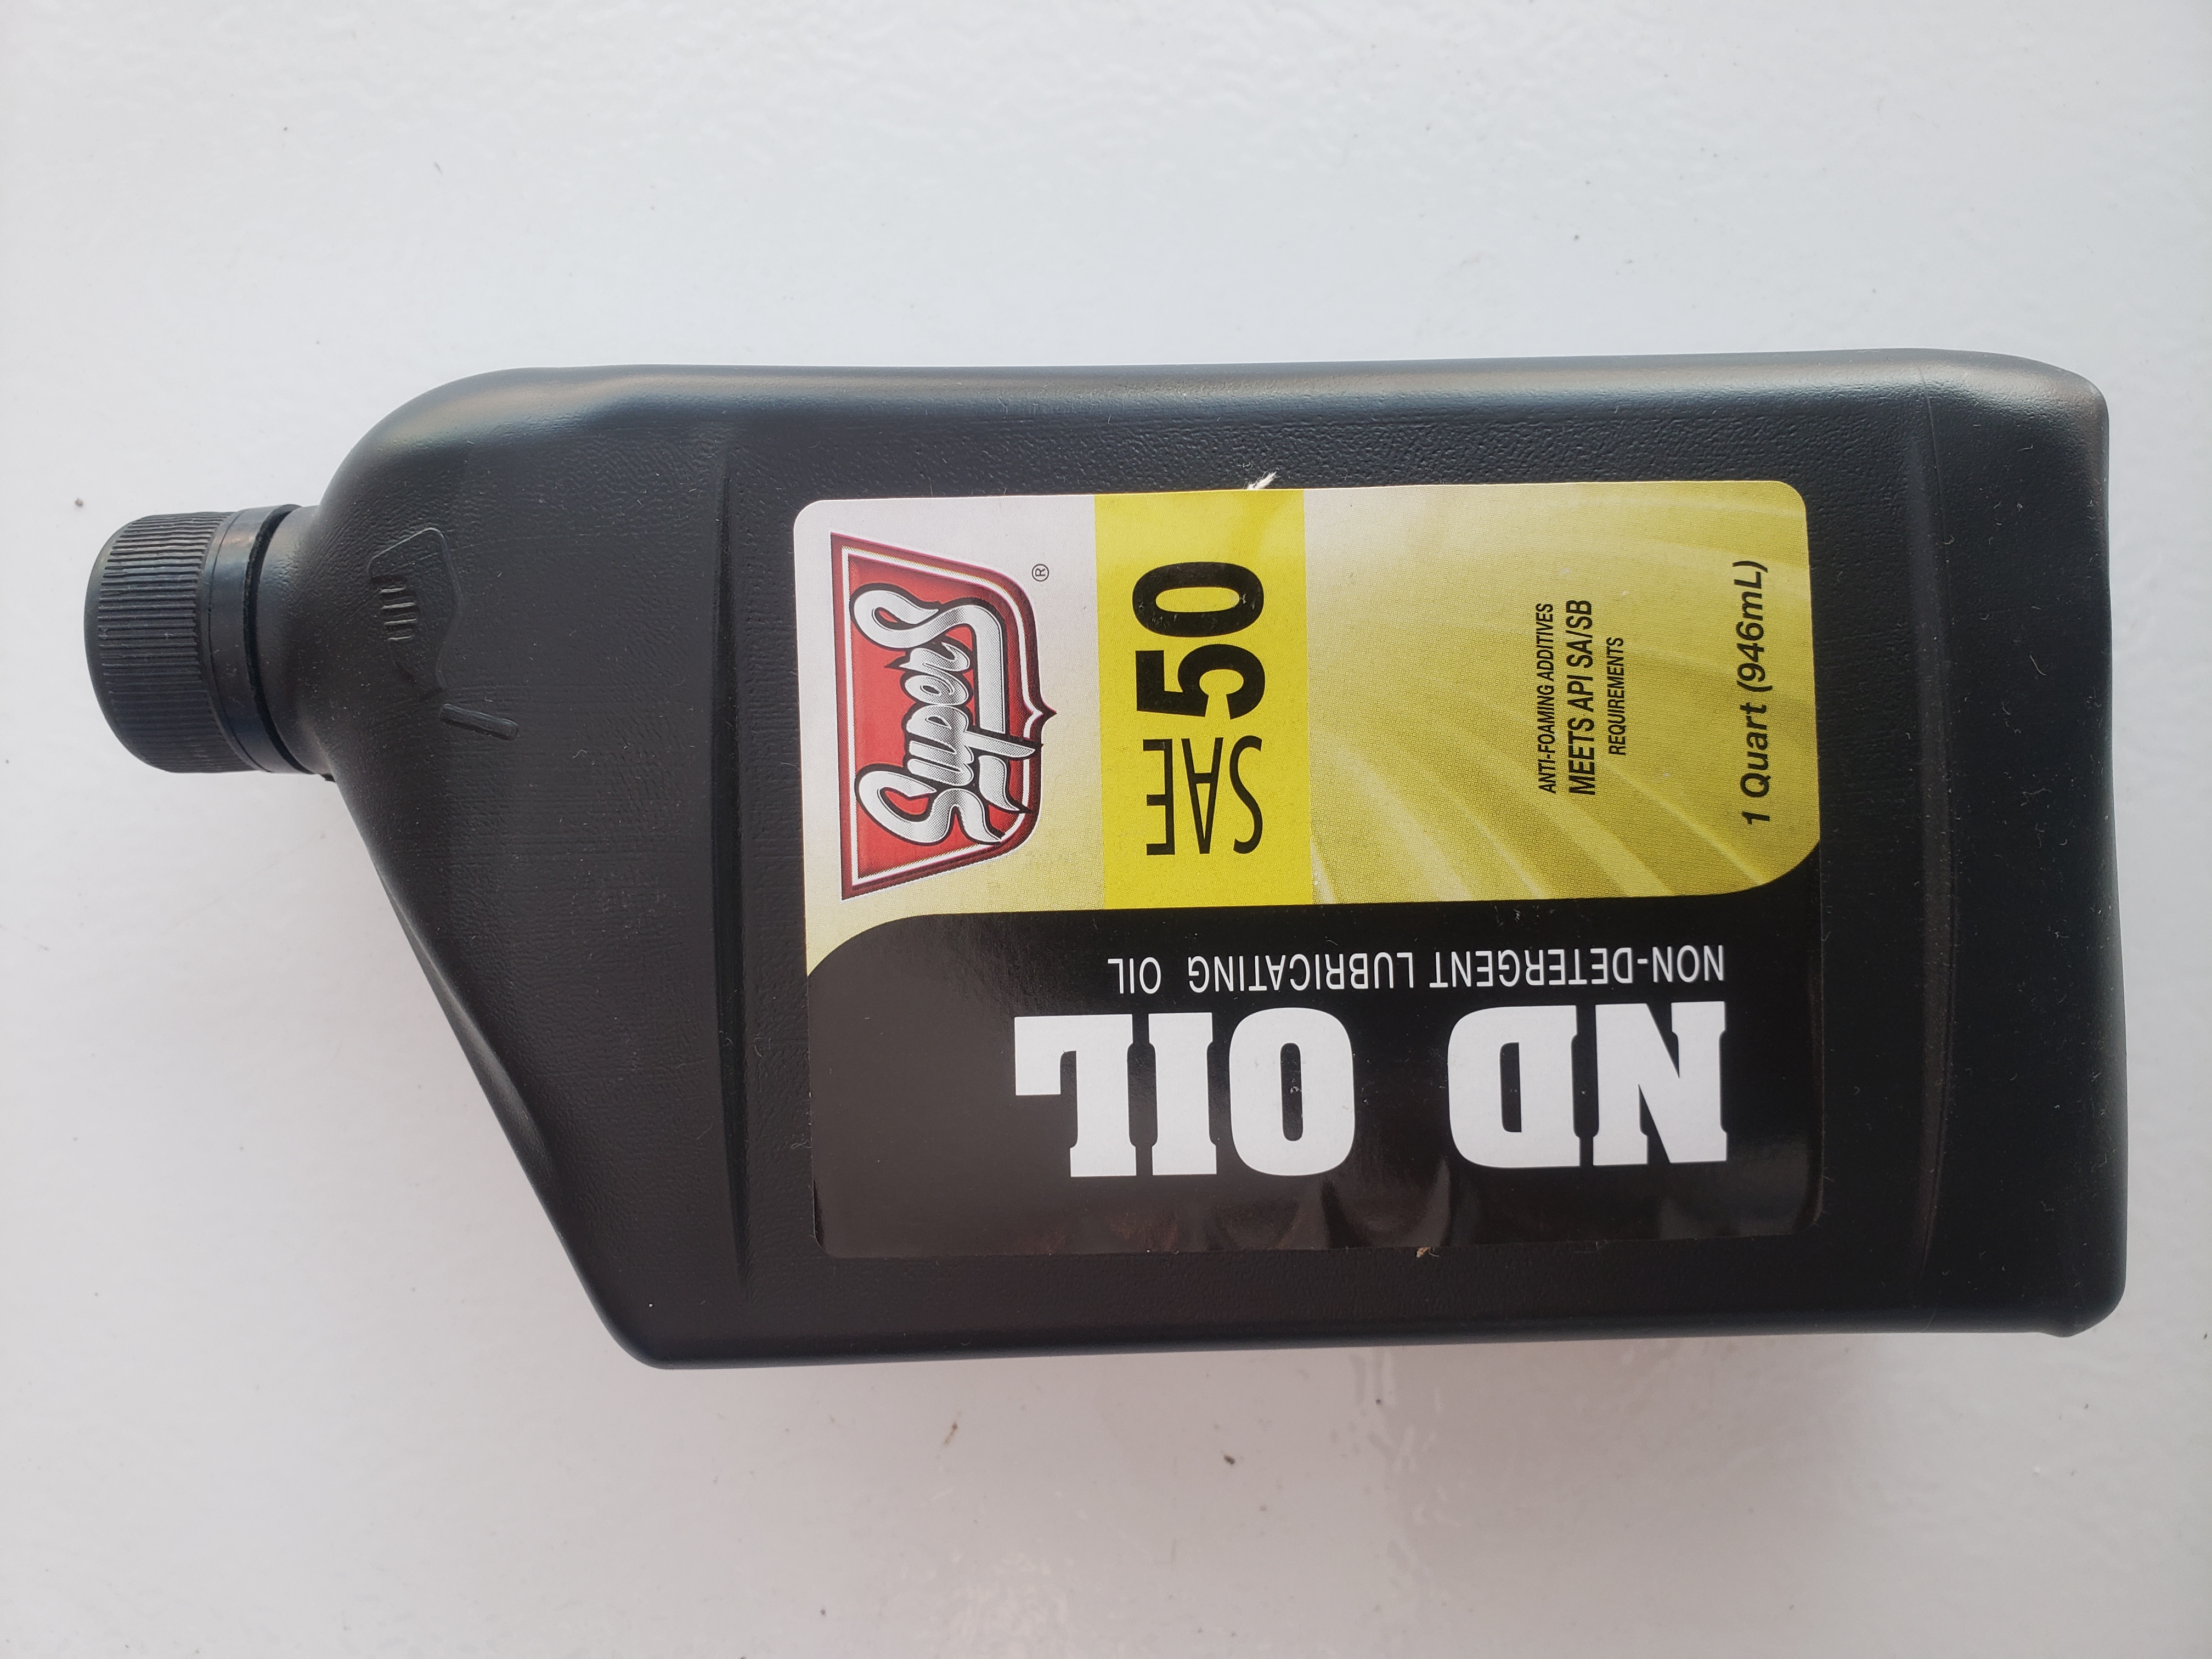 Super S
®
SAE 50
ND OIL
NON-DETERGENT LUBRICATING OIL
ANTI-FOAMING ADDITIVES
MEETS API SA/SB
REQUIREMENTS
1 Quart (946mL)